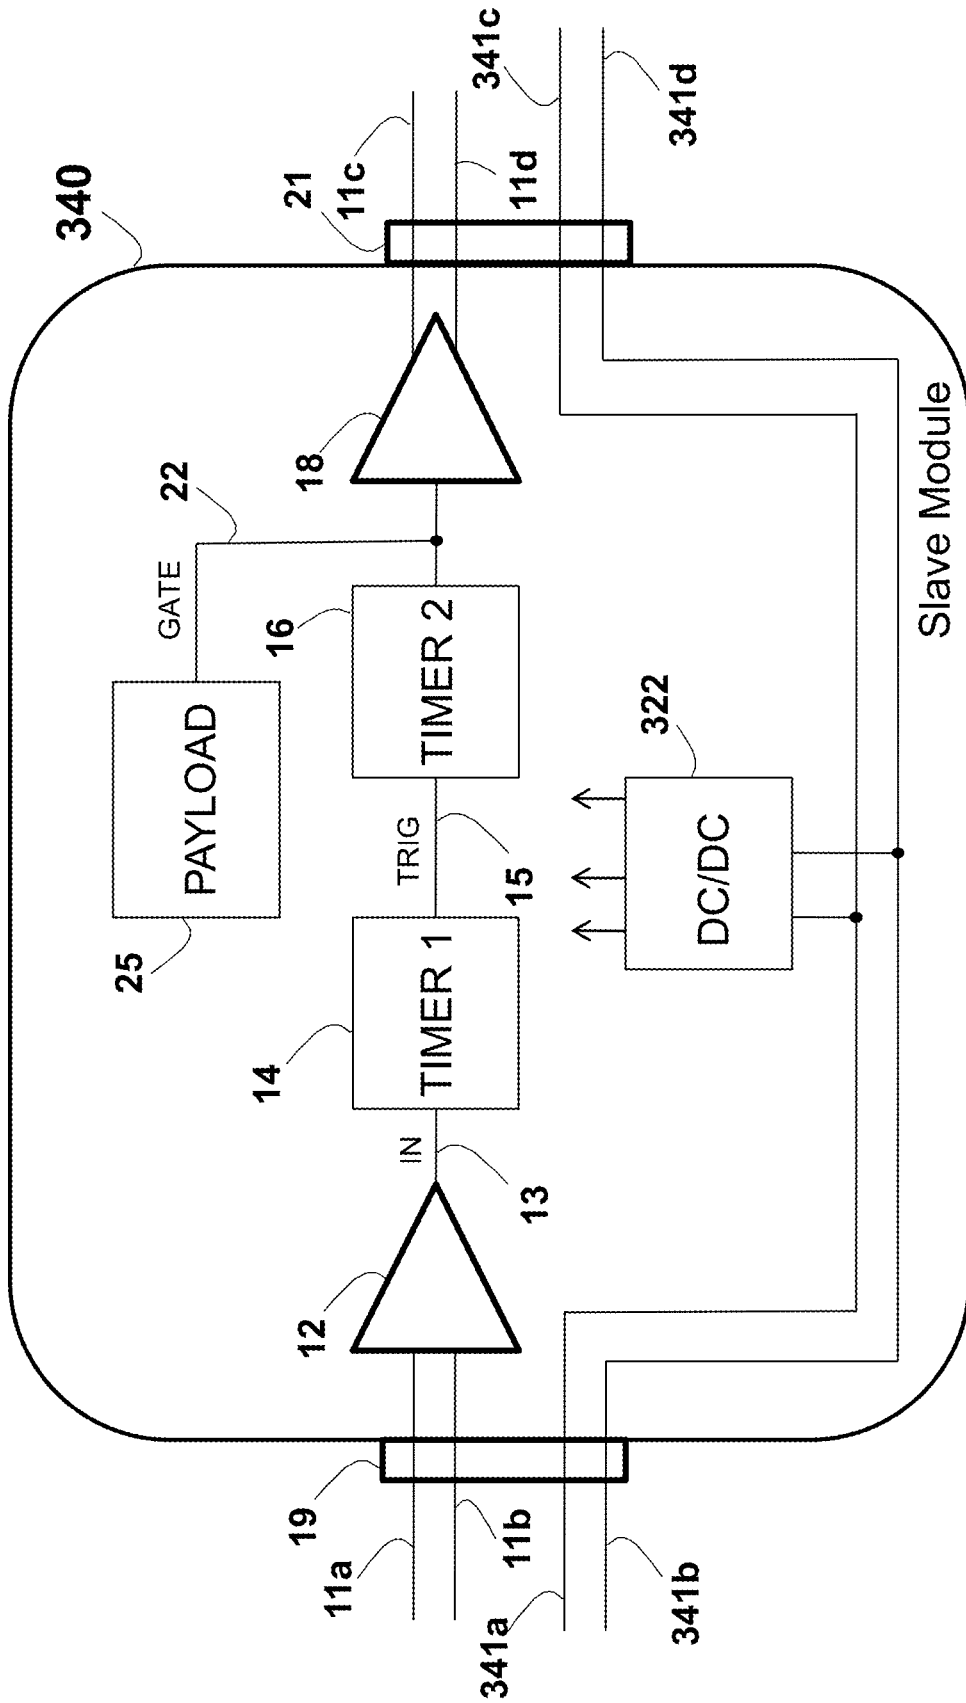 340
22
21
11c
341c
GATE
18
11d
341d
25
PAYLOAD
16
TIMER 2
TRIG
15
14
TIMER 1
IN
13
12
322
DC/DC
19
11a
11b
341a
341b
Slave Module